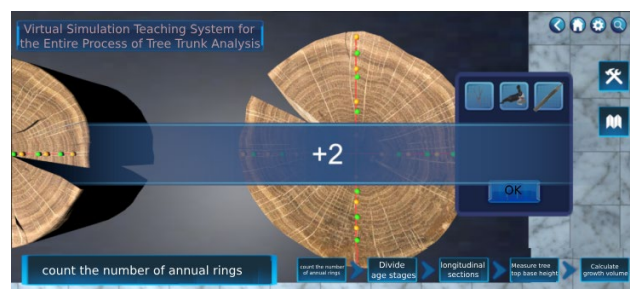 Virtual Simulation Teaching System for
the Entire Process of Tree Trunk Analysis
+2
OK
count the number of annual rings
count the number
of annual rings
Divide
age stages
longitudinal
sections
Measure tree
top base height
Calculate
growth volume